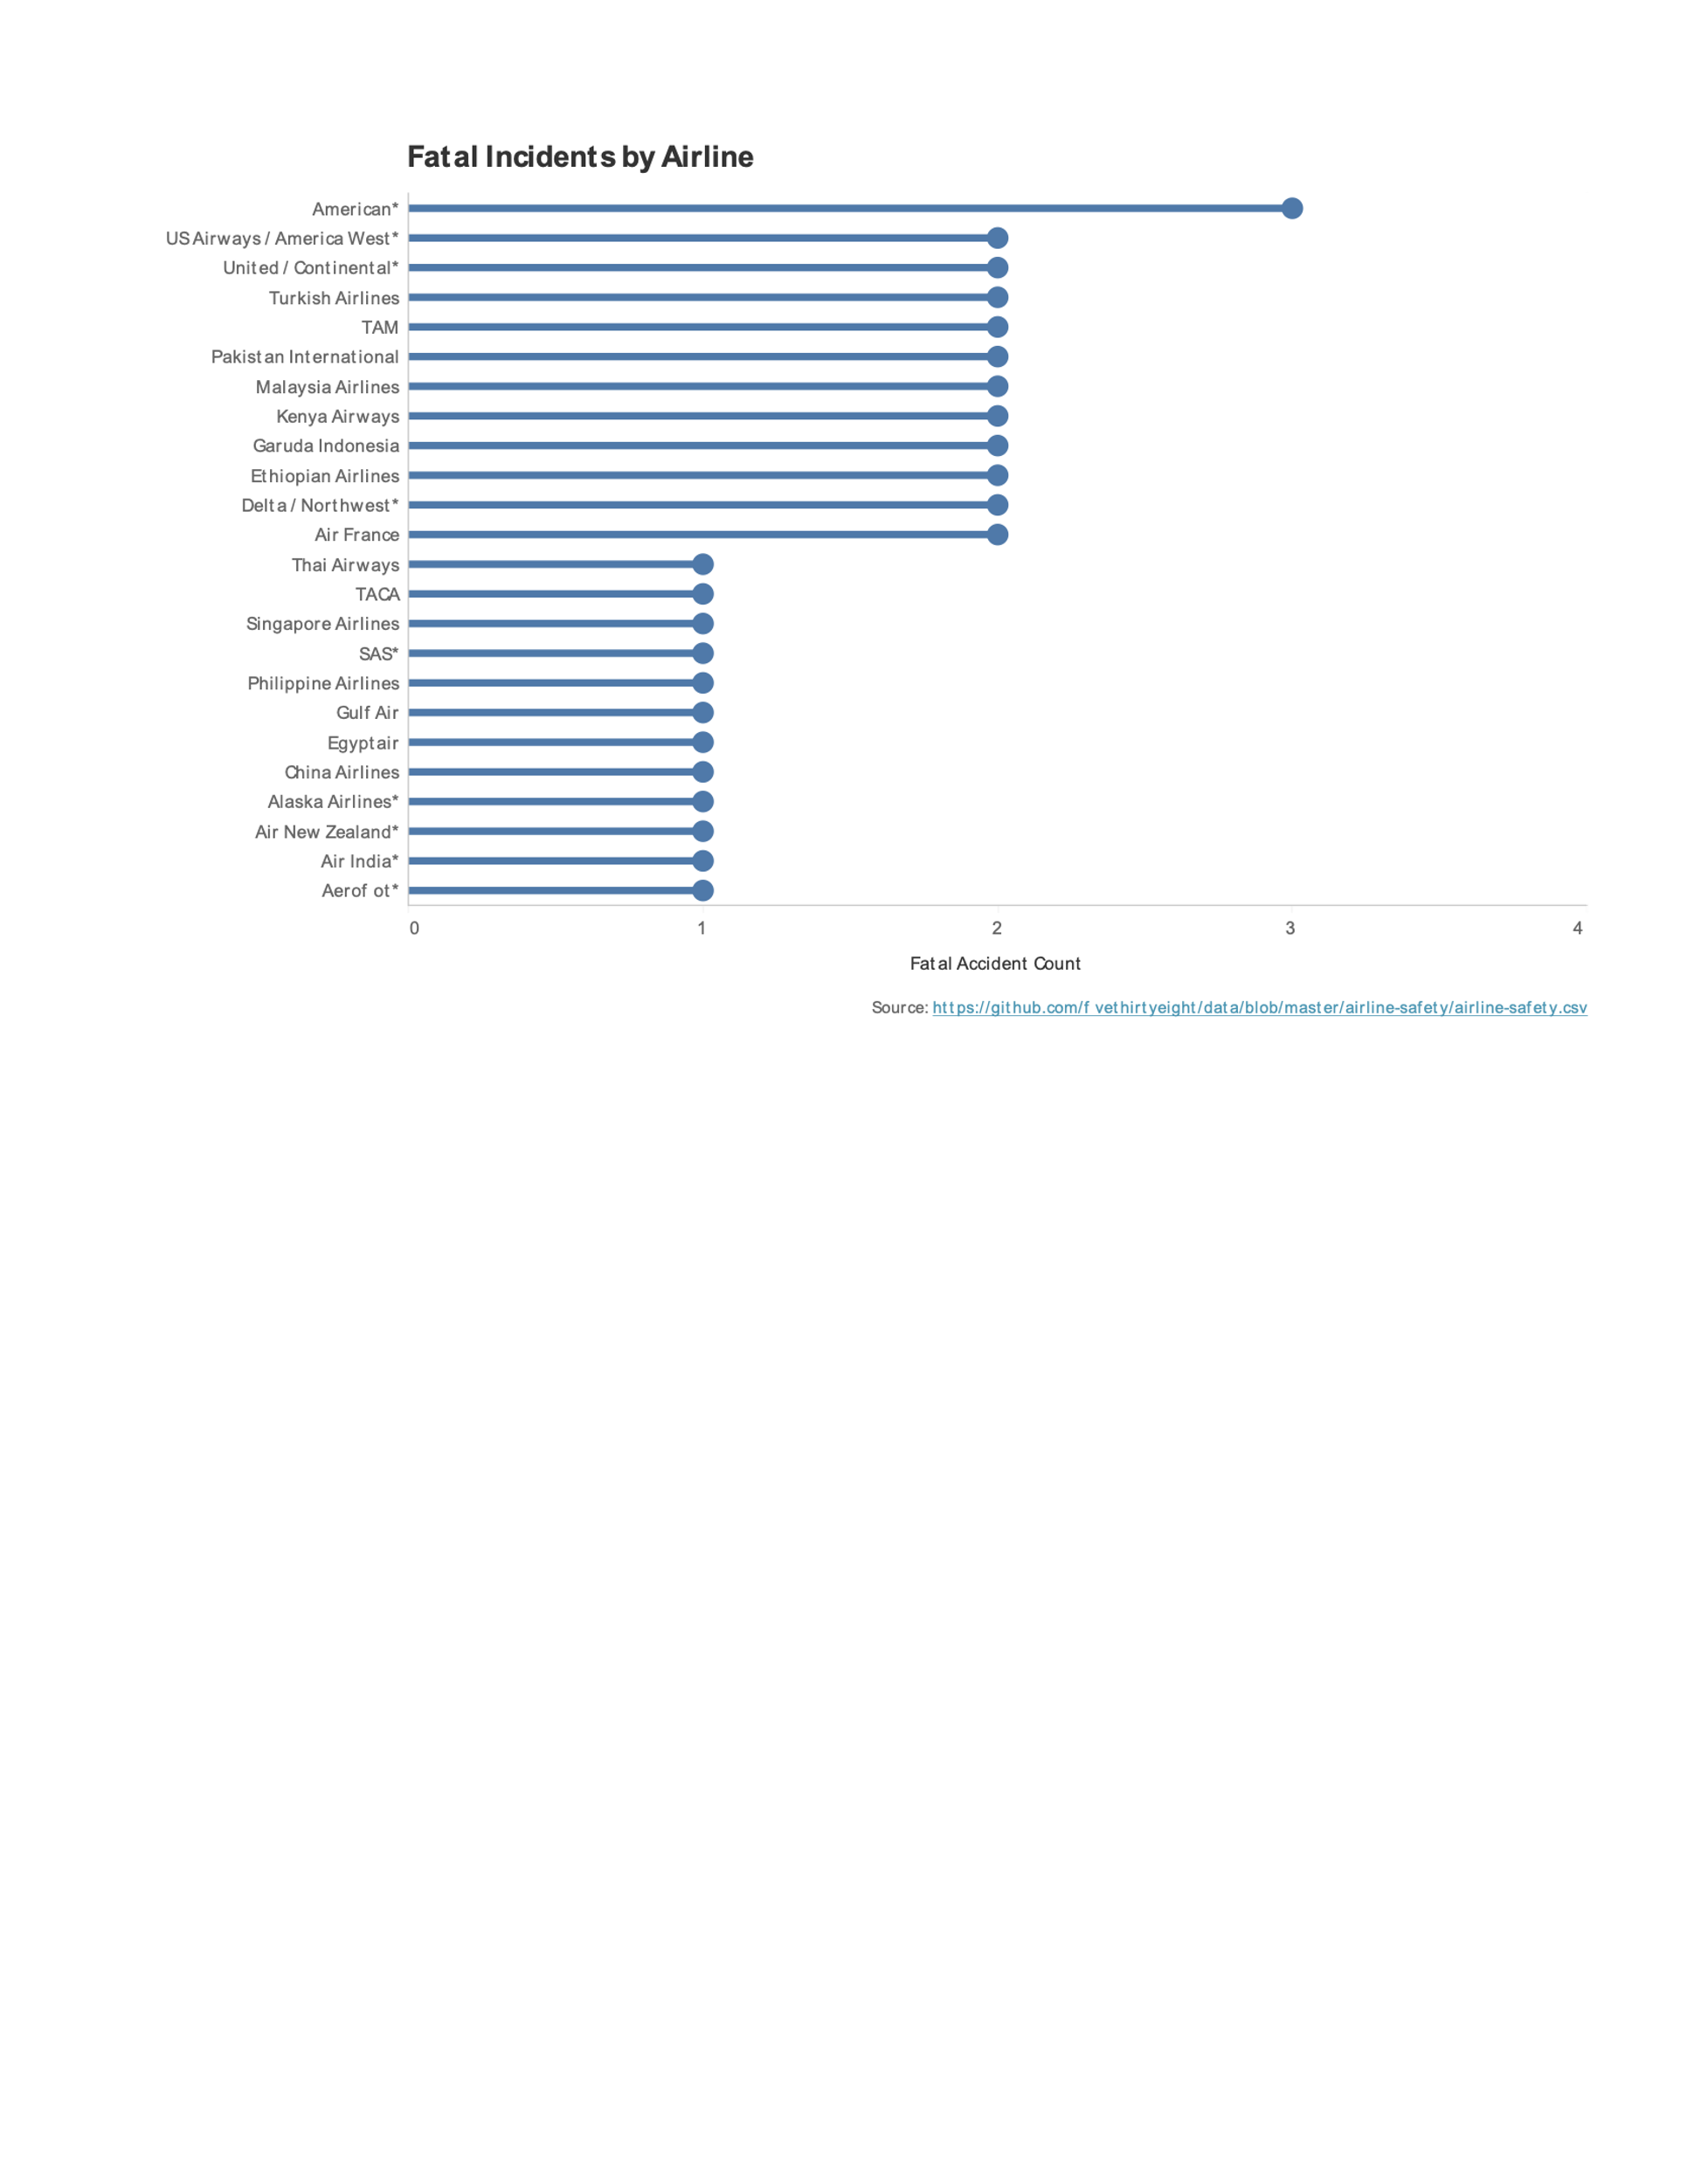 Fatal Incidents by Airline
American*
US Airways / America West*
United / Continental*
Turkish Airlines
TAM
Pakistan International
Malaysia Airlines
Kenya Airways
Garuda Indonesia
Ethiopian Airlines
Delta / Northwest*
Air France
Thai Airways
TACA
Singapore Airlines
SAS*
Philippine Airlines
Gulf Air
Egyptair
China Airlines
Alaska Airlines*
Air New Zealand*
Air India*
Aerof ot*
0 1 2 3 4
Fatal Accident Count
Source: https://github.com/f vethirtyeight/data/blob/master/airline-safety/airline-safety.csv